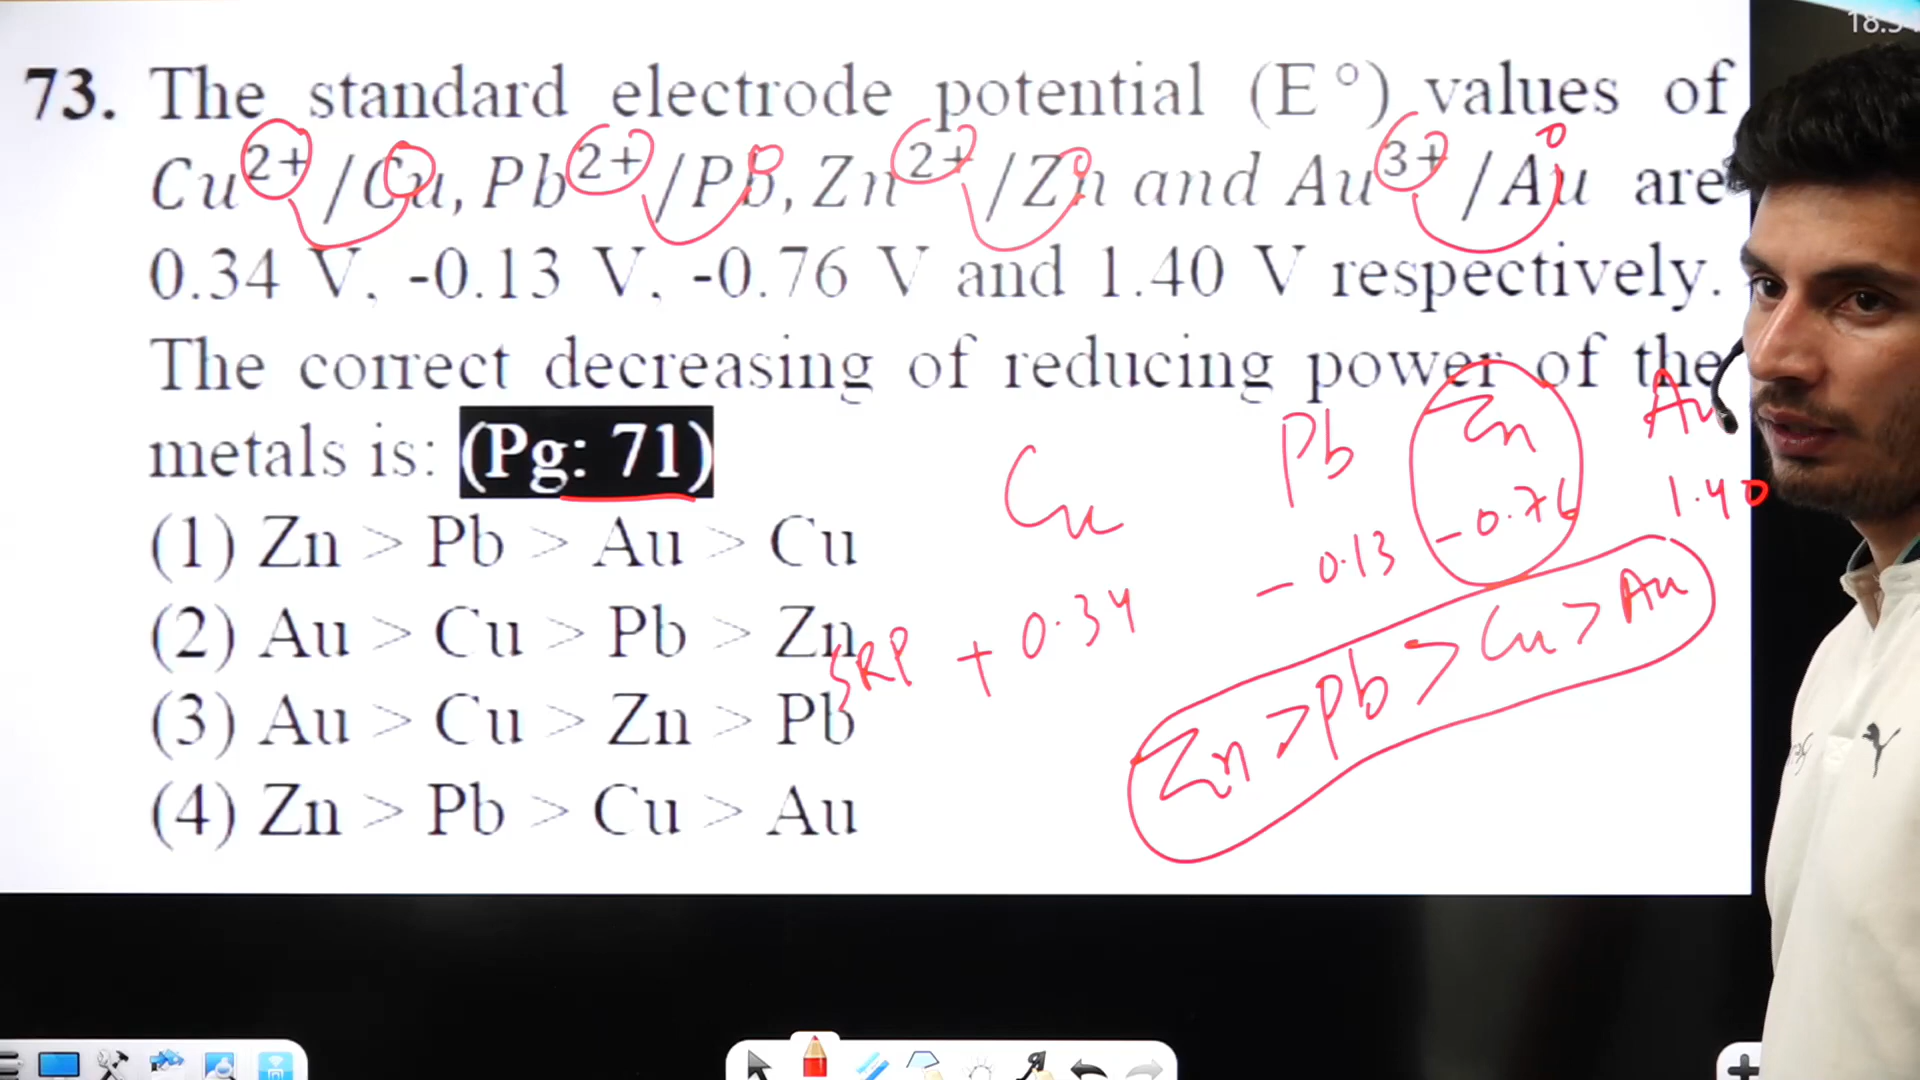 73. The standard electrode potential (E°) values of
Cu²⁺/Cu, Pb²⁺/Pb, Zn²⁺/Zn and Au³⁺/Au are
0.34 V, -0.13 V, -0.76 V and 1.40 V respectively.
The correct decreasing of reducing power of the
metals is: (Pg: 71)
(1) Zn > Pb > Au > Cu
(2) Au > Cu > Pb > Zn
(3) Au > Cu > Zn > Pb
(4) Zn > Pb > Cu > Au
0
Cu Pb Zn Au
SRP + 0.34 - 0.13 - 0.76 1.40
Zn > Pb > Cu > Au